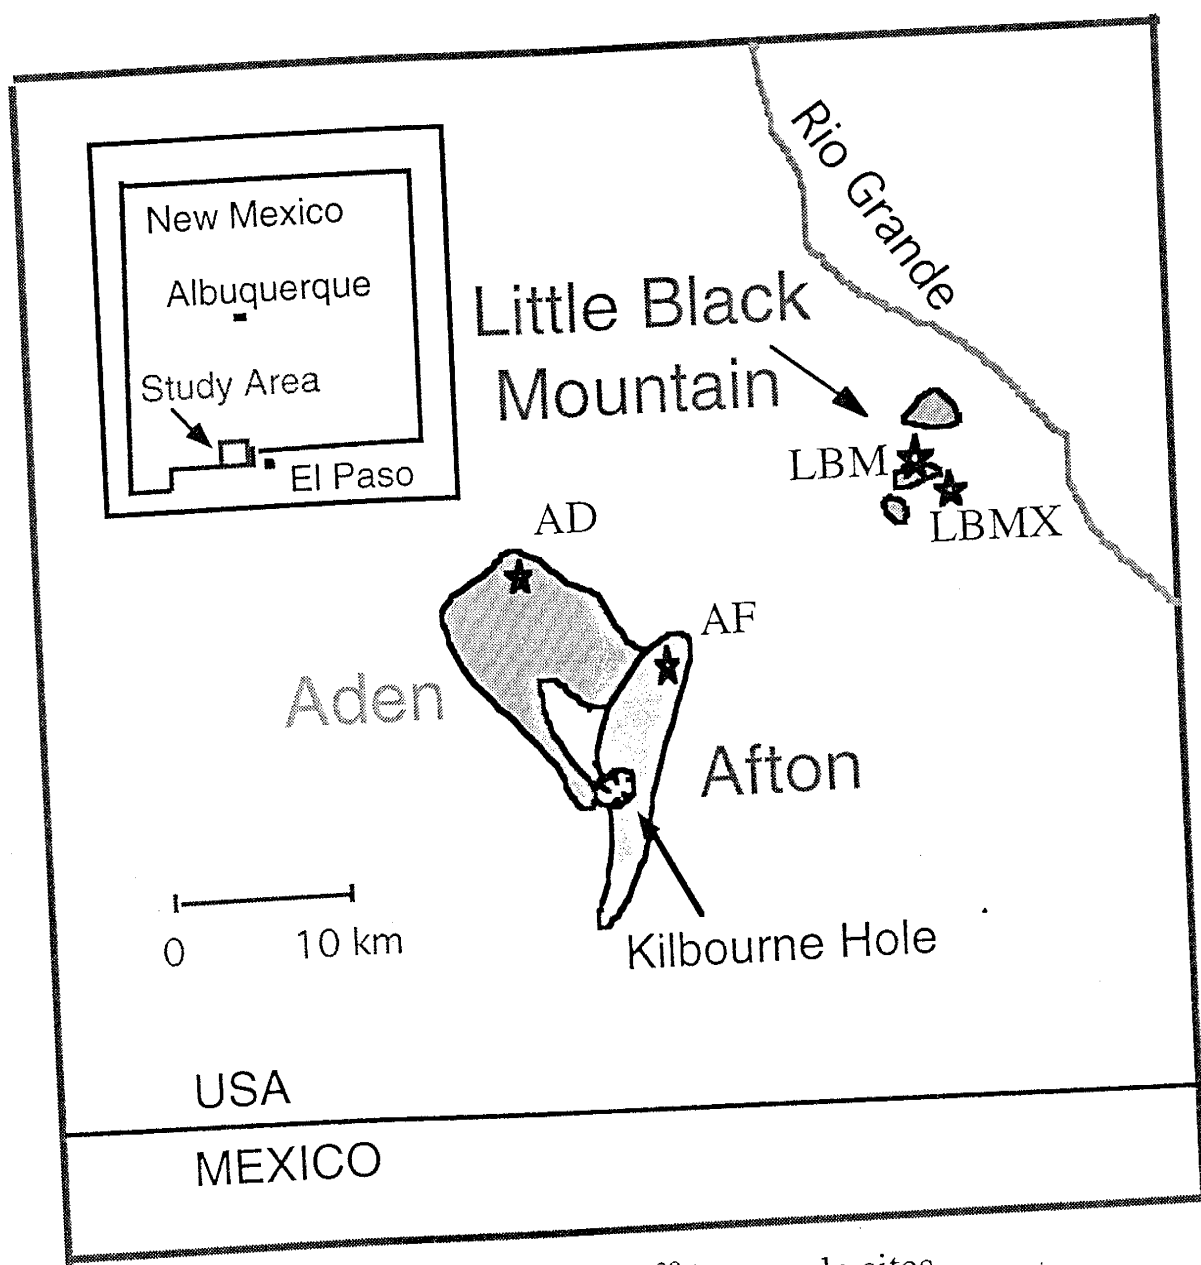 Rio Grande
New Mexico
Albuquerque
Study Area
El Paso
Little Black
Mountain
LBM
LBMX
AD
AF
Aden
Afton
0 10 km
Kilbourne Hole
USA
MEXICO
sites